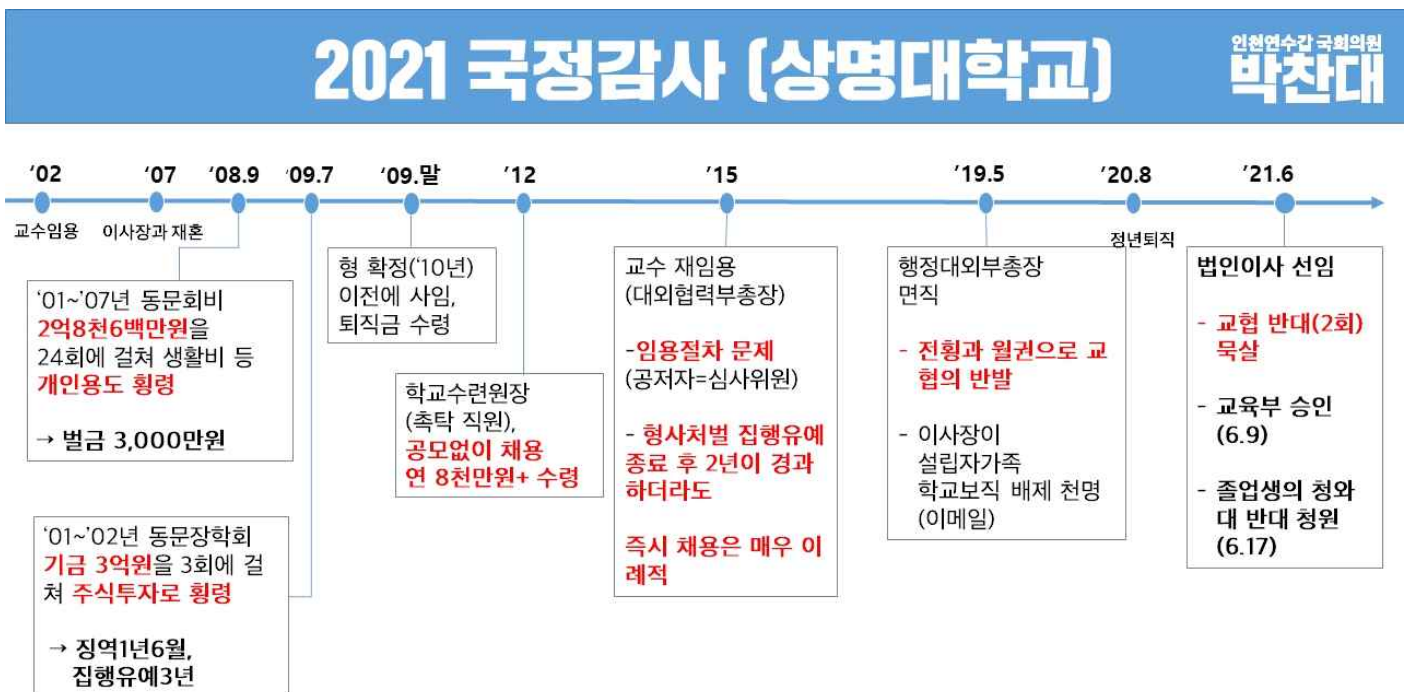 2021 국정감사 (상명대학교)
인천연수갑 국회의원
박찬대
‘02
‘07
‘08.9
‘09.7
‘09.말
’12
’15
’19.5
’20.8
’21.6
교수임용
이사장과 재혼
정년퇴직
‘01~’07년 동문회비
2억8천6백만원을
24회에 걸쳐 생활비 등
개인용도 횡령
→ 벌금 3,000만원
‘01~’02년 동문장학회
기금 3억원을 3회에 걸
쳐 주식투자로 횡령
→ 징역1년6월,
집행유예3년
형 확정(‘10년)
이전에 사임,
퇴직금 수령
학교수련원장
(촉탁 직원),
공모없이 채용
연 8천만원+ 수령
교수 재임용
(대외협력부총장)
-임용절차 문제
(공저자=심사위원)
- 형사처벌 집행유예
종료 후 2년이 경과
하더라도
즉시 채용은 매우 이
례적
행정대외부총장
면직
- 전횡과 월권으로 교
협의 반발
- 이사장이
설립자가족
학교보직 배제 천명
(이메일)
법인이사 선임
- 교협 반대(2회)
묵살
- 교육부 승인
(6.9)
- 졸업생의 청와
대 반대 청원
(6.17)